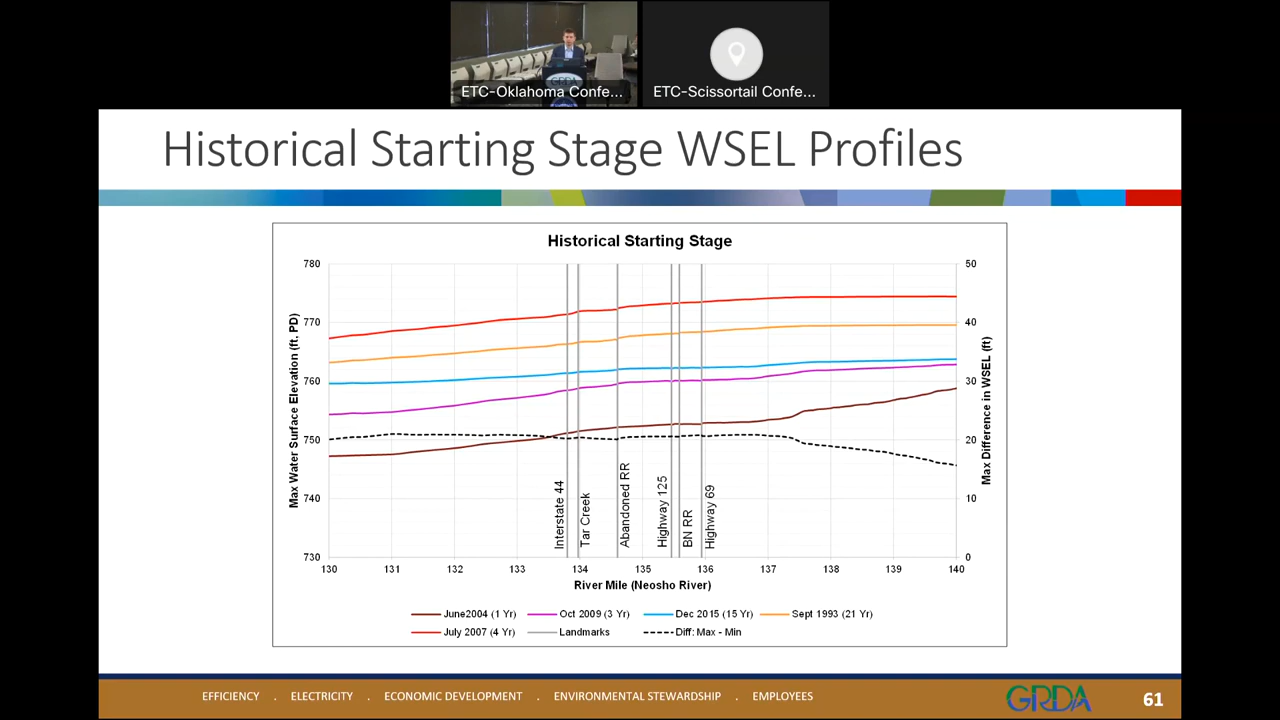 ETC-Oklahoma Confe...
ETC-Scissortail Confe...
Historical Starting Stage WSEL Profiles
Historical Starting Stage
780
770
760
750
740
730
Max Water Surface Elevation (ft, PD)
50
40
30
20
10
0
Max Difference in WSEL (ft)
Interstate 44
Tar Creek
Abandoned RR
Highway 125
BN RR
Highway 69
130 131 132 133 134 135 136 137 138 139 140
River Mile (Neosho River)
June2004 (1 Yr) Oct 2009 (3 Yr) Dec 2015 (15 Yr) Sept 1993 (21 Yr)
July 2007 (4 Yr) Landmarks Diff: Max - Min
EFFICIENCY . ELECTRICITY . ECONOMIC DEVELOPMENT . ENVIRONMENTAL STEWARDSHIP . EMPLOYEES
GRDA
61